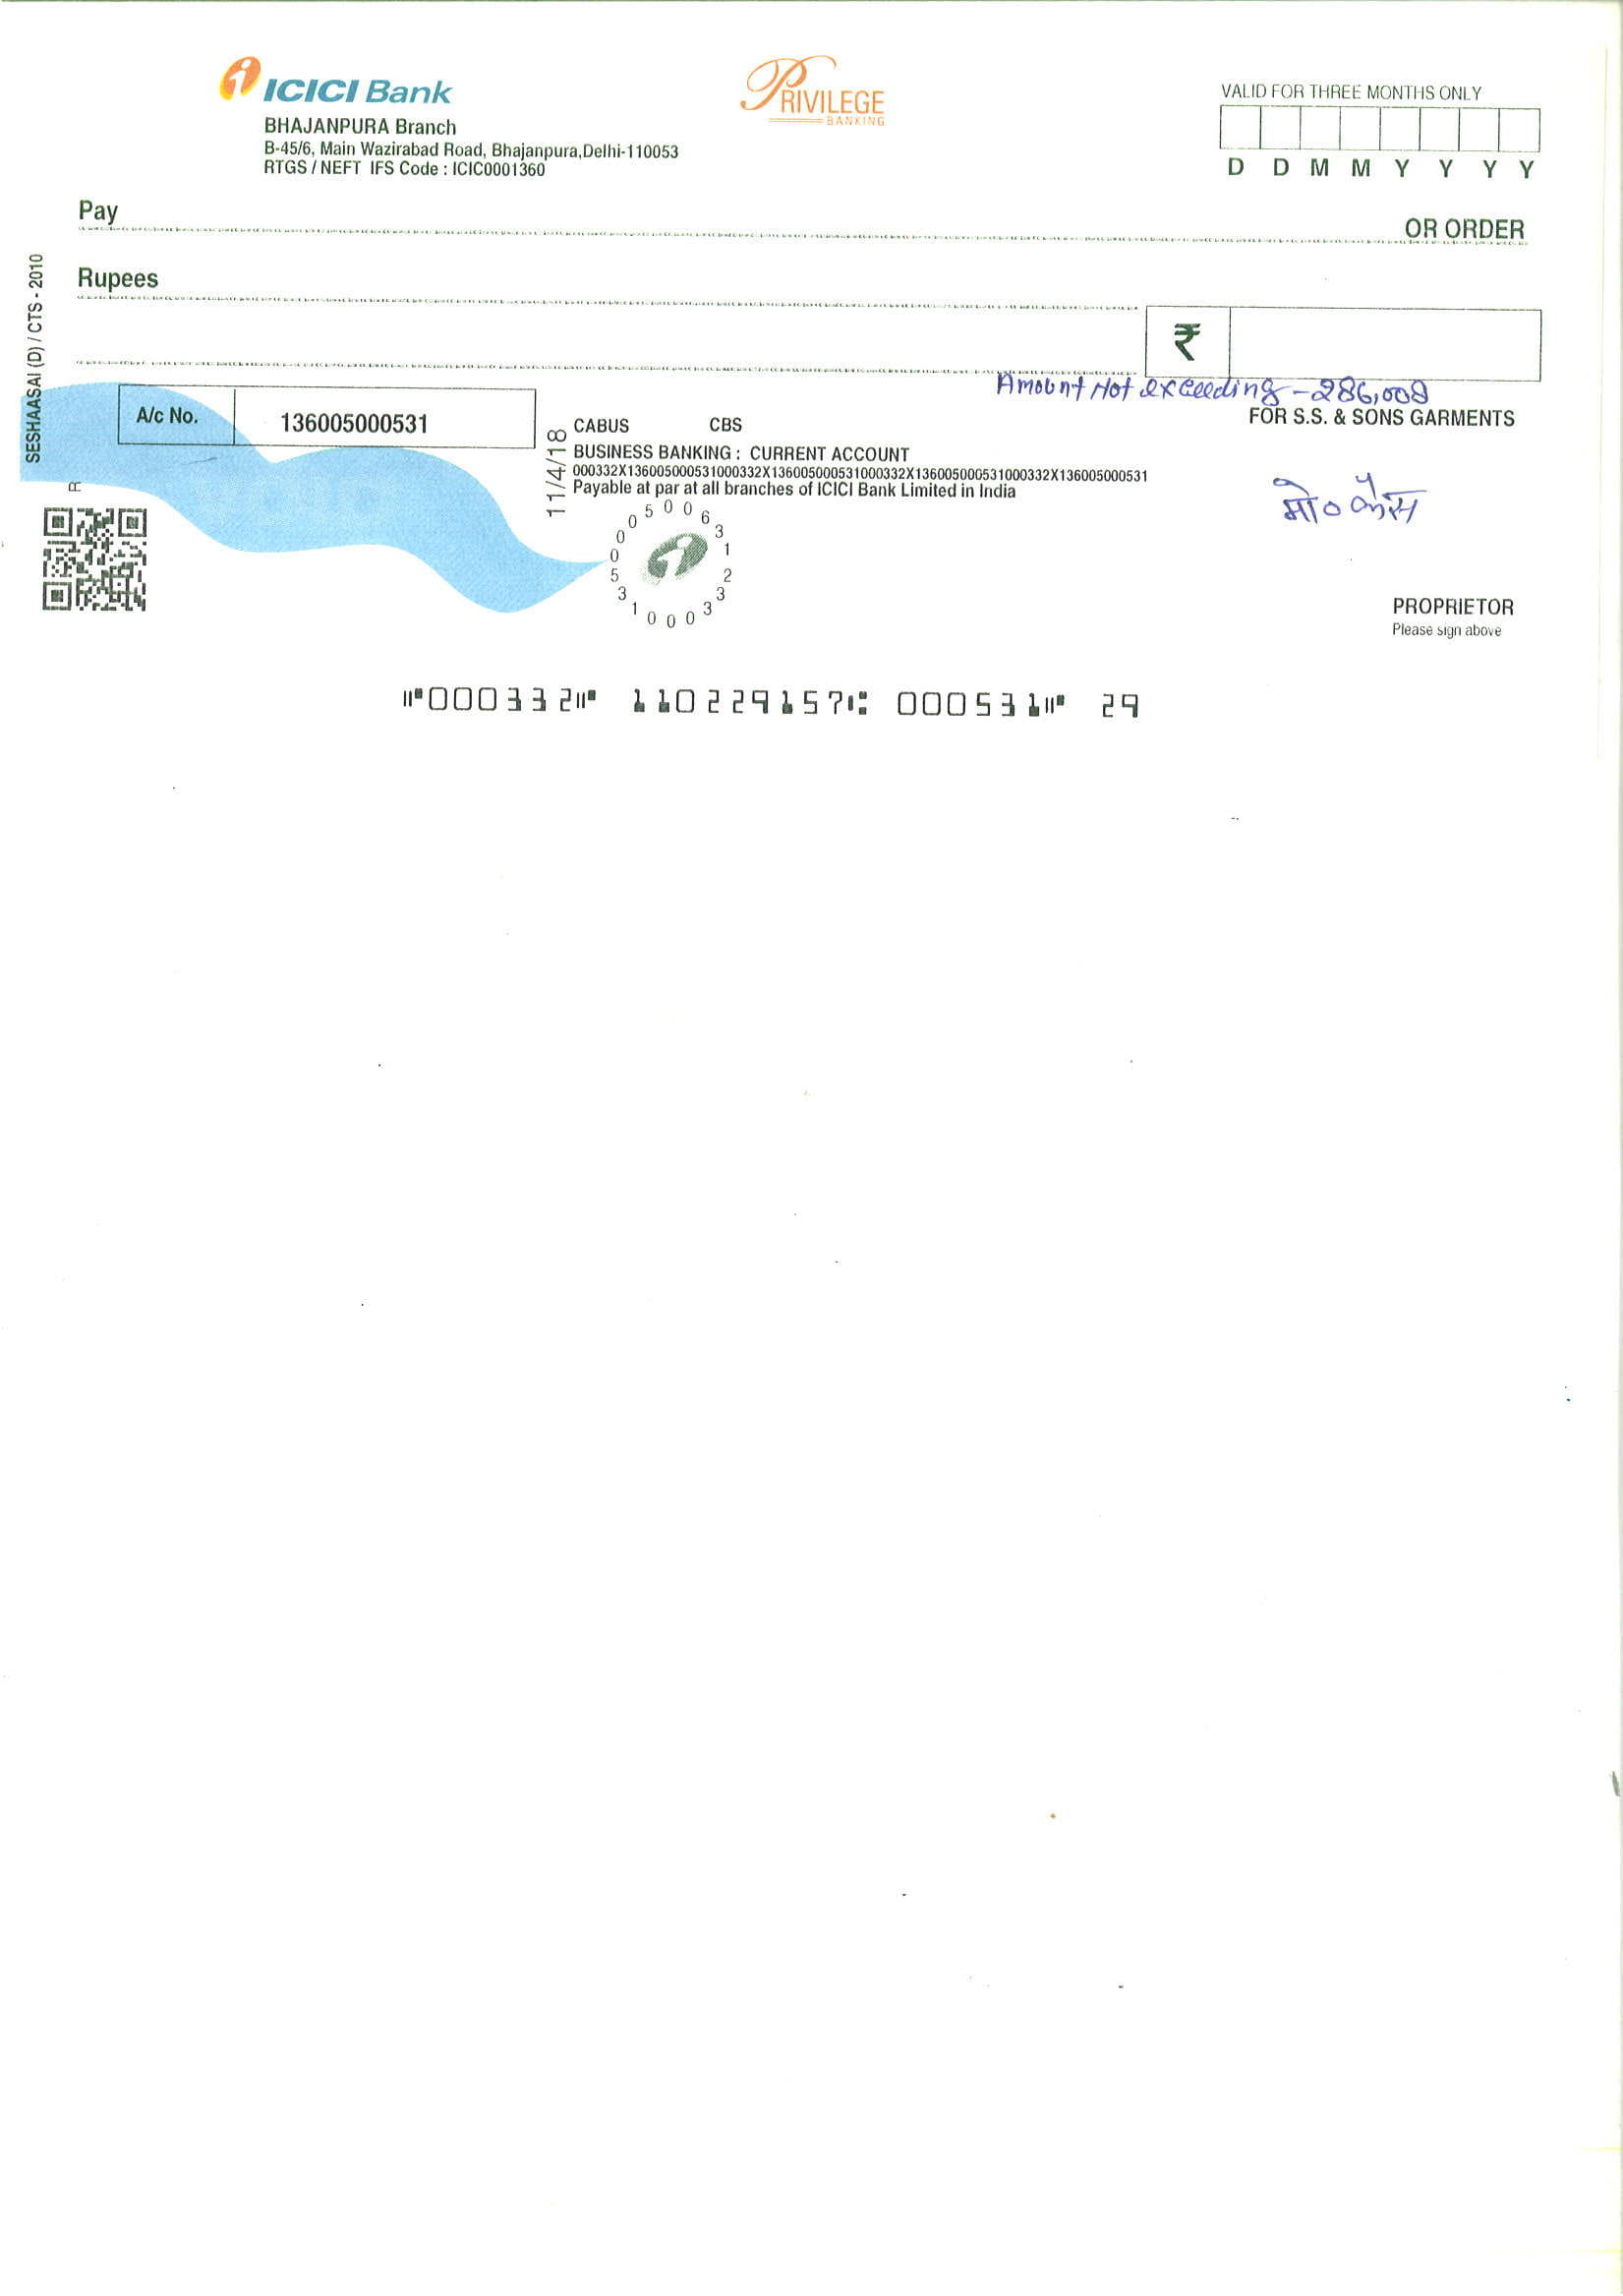 ICICI Bank
PRIVILEGE
BANKING
VALID FOR THREE MONTHS ONLY
BHAJANPURA Branch
B-45/6, Main Wazirabad Road, Bhajanpura,Delhi-110053
RTGS / NEFT IFS Code : ICIC0001360
D D M M Y Y Y Y
Pay
OR ORDER
Rupees
₹
SESHAASAI (D) / CTS - 2010
Amount Not exceeding - 286,008
A/c No. 136005000531
FOR S.S. & SONS GARMENTS
11/4/18
CABUS CBS
BUSINESS BANKING : CURRENT ACCOUNT
000332X136005000531000332X136005000531000332X136005000531000332X136005000531
Payable at par at all branches of ICICI Bank Limited in India
मो० कैस
R
0 0 0 5 0 0 6 3 1 2 3 3 0 0 0 1 3 5
PROPRIETOR
Please sign above
⑈000332⑈ 110229157⑆ 000531⑈ 29